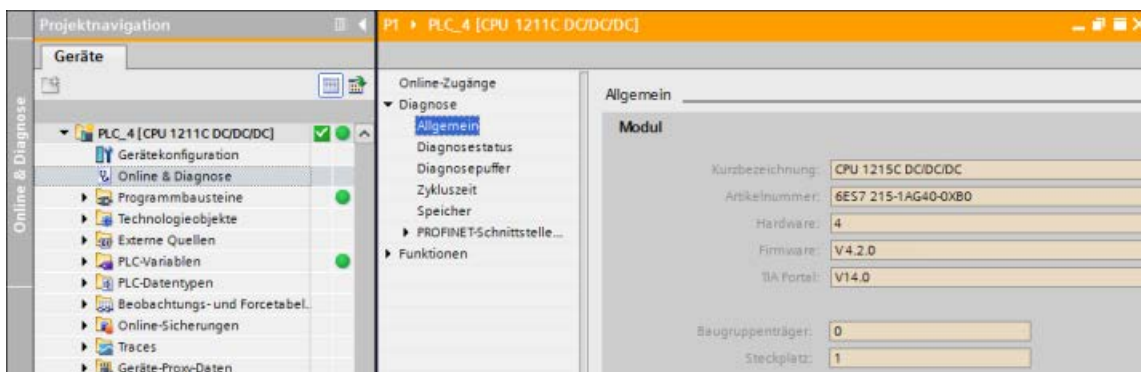 Projektnavigation
P1 ▸ PLC_4 [CPU 1211C DC/DC/DC]
Geräte
Online & Diagnose
PLC_4 [CPU 1211C DC/DC/DC]
Gerätekonfiguration
Online & Diagnose
Programmbausteine
Technologieobjekte
Externe Quellen
PLC-Variablen
PLC-Datentypen
Beobachtungs- und Forcetabel.
Online-Sicherungen
Traces
Geräte-Proxy-Daten
Online-Zugänge
Diagnose
Allgemein
Diagnosestatus
Diagnosepuffer
Zykluszeit
Speicher
PROFINET-Schnittstelle...
Funktionen
Allgemein
Modul
Kurzbezeichnung: CPU 1215C DC/DC/DC
Artikelnummer: 6ES7 215-1AG40-0XB0
Hardware: 4
Firmware: V4.2.0
TIA Portal: V14.0
Baugruppenträger: 0
Steckplatz: 1